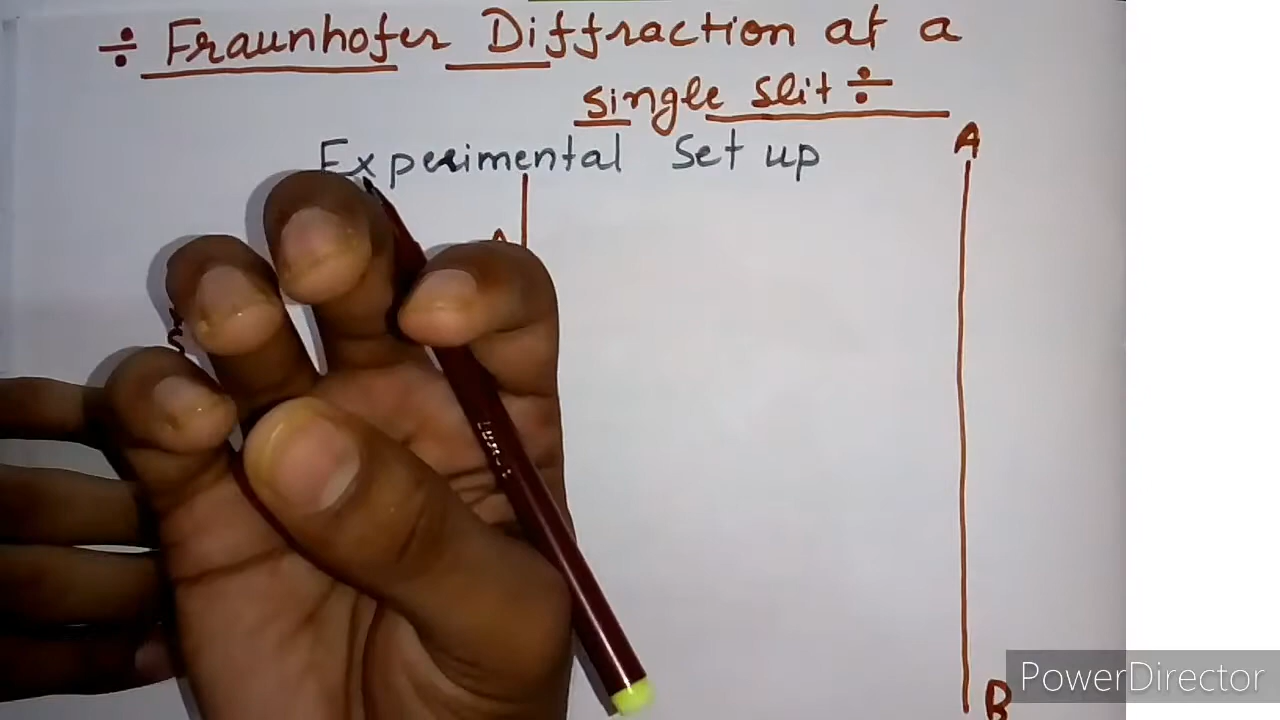 ÷ Fraunhofer Diffraction at a
single slit ÷
Experimental Set up
A
A
B
PowerDirector